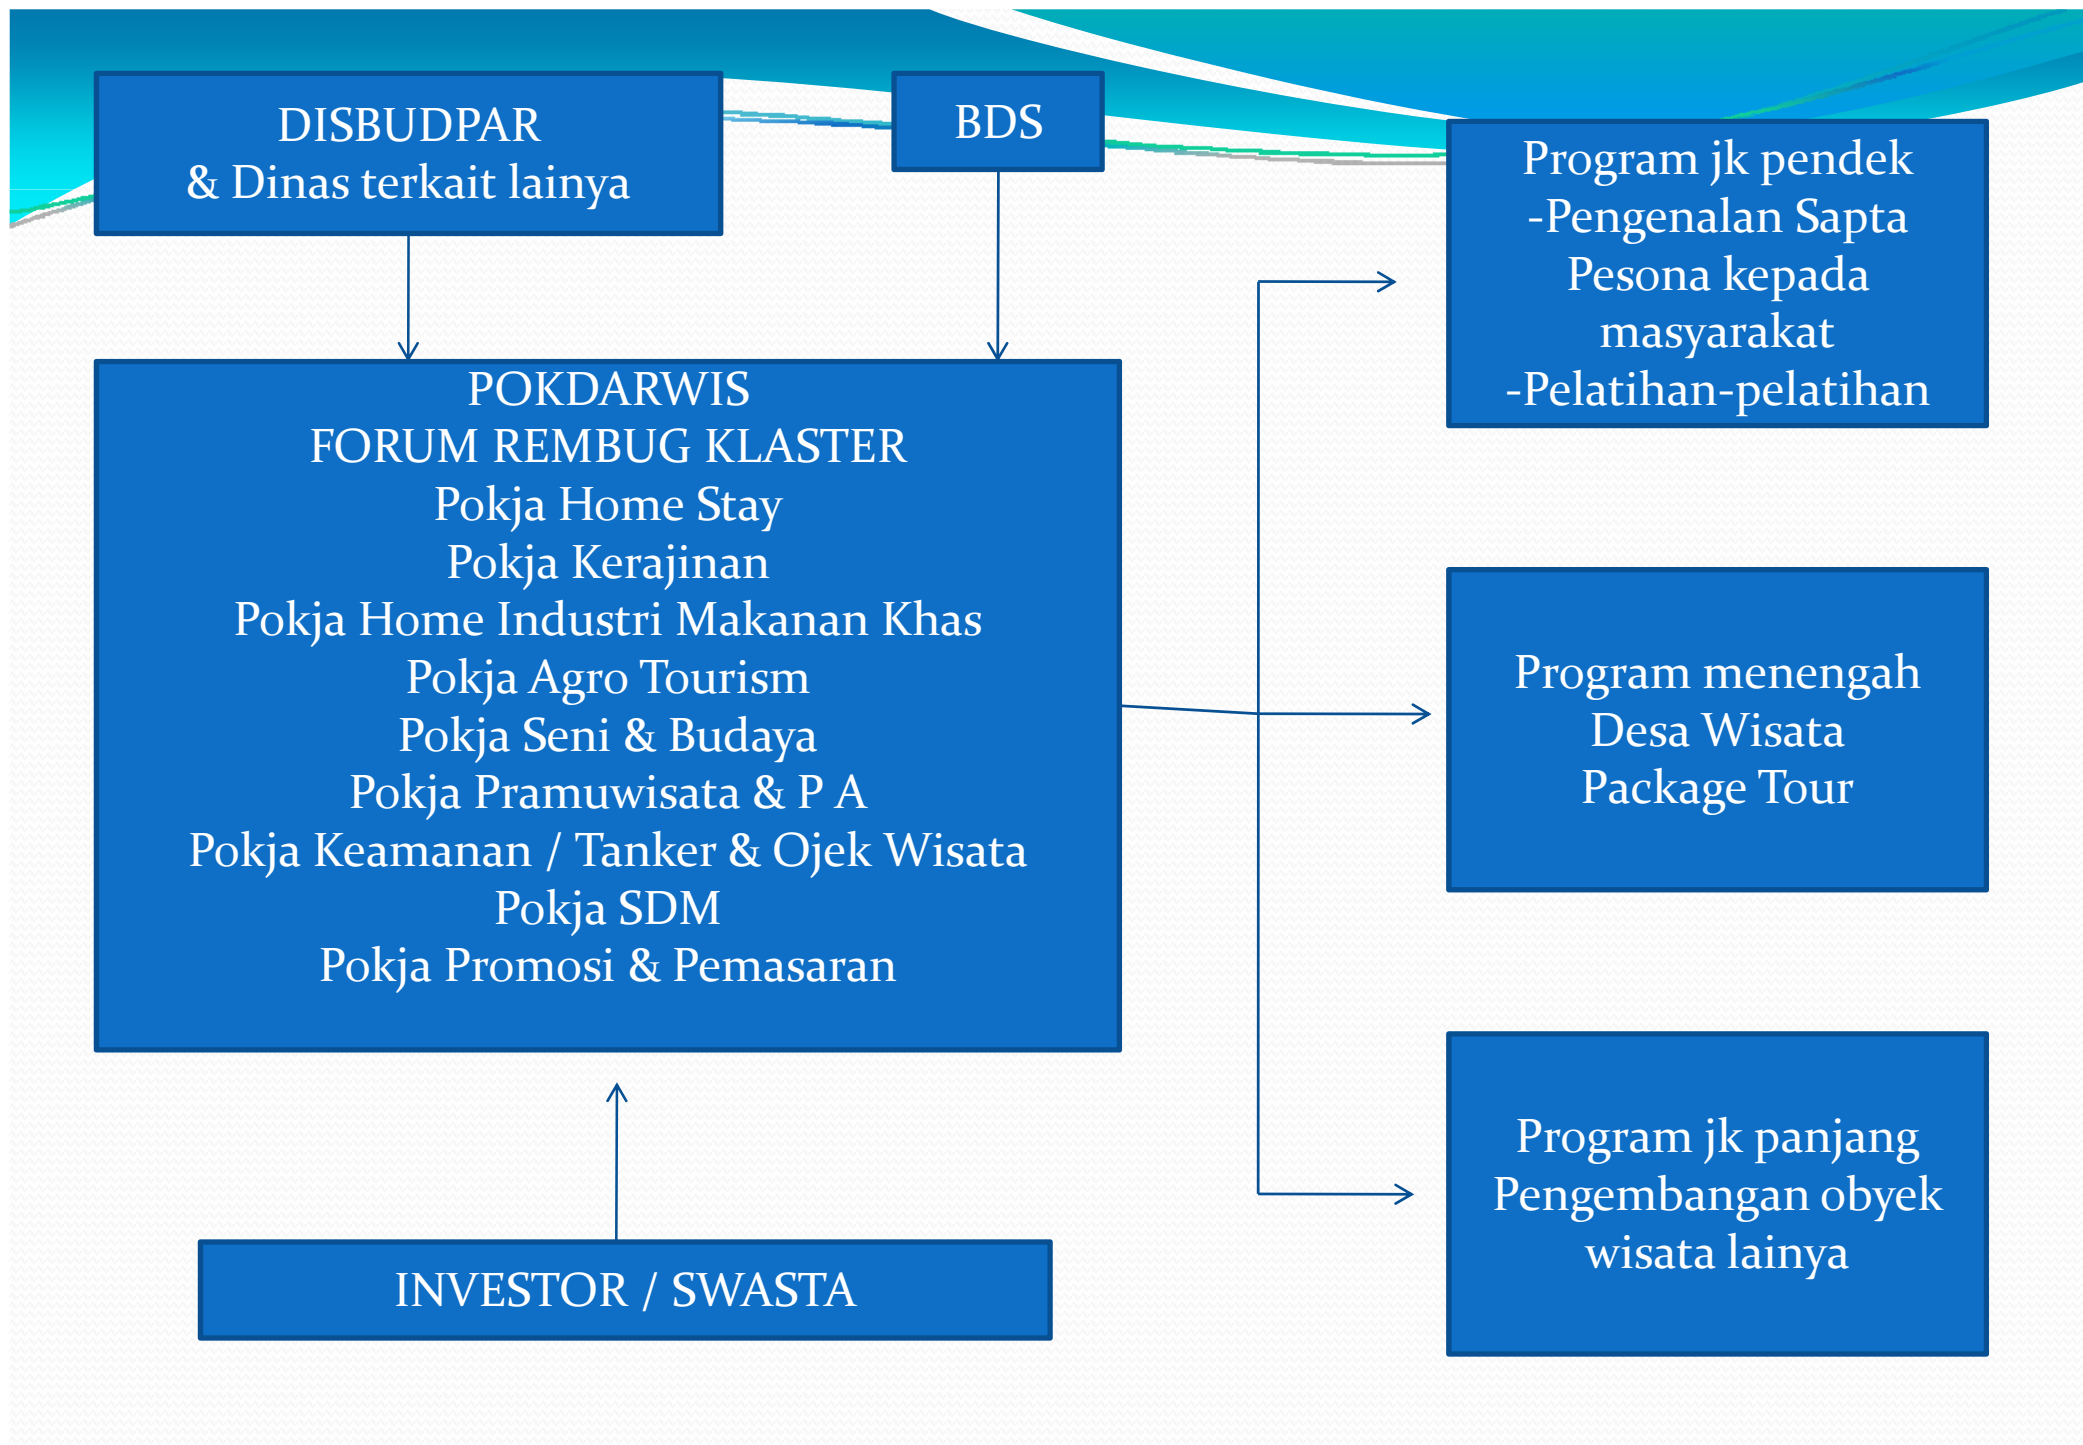 DISBUDPAR
& Dinas terkait lainya
BDS
POKDARWIS
FORUM REMBUG KLASTER
Pokja Home Stay
Pokja Kerajinan
Pokja Home Industri Makanan Khas
Pokja Agro Tourism
Pokja Seni & Budaya
Pokja Pramuwisata & P A
Pokja Keamanan / Tanker & Ojek Wisata
Pokja SDM
Pokja Promosi & Pemasaran
INVESTOR / SWASTA
Program jk pendek
-Pengenalan Sapta
Pesona kepada
masyarakat
-Pelatihan-pelatihan
Program menengah
Desa Wisata
Package Tour
Program jk panjang
Pengembangan obyek
wisata lainya